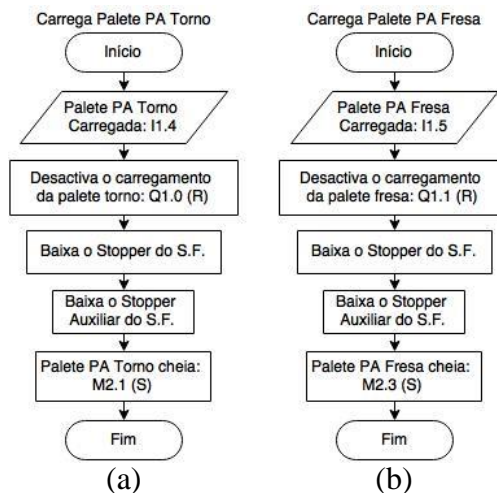 Carrega Palete PA Torno
Início
Palete PA Torno
Carregada: I1.4
Desactiva o carregamento
da palete torno: Q1.0 (R)
Baixa o Stopper do S.F.
Baixa o Stopper
Auxiliar do S.F.
Palete PA Torno cheia:
M2.1 (S)
Fim
(a)
Carrega Palete PA Fresa
Início
Palete PA Fresa
Carregada: I1.5
Desactiva o carregamento
da palete fresa: Q1.1 (R)
Baixa o Stopper do S.F.
Baixa o Stopper
Auxiliar do S.F.
Palete PA Fresa cheia:
M2.3 (S)
Fim
(b)